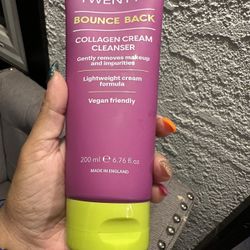 TWENTY
BOUNCE BACK
COLLAGEN CREAM
CLEANSER
Gently removes makeup
and impurities
Lightweight cream
formula
Vegan friendly
200 ml ℮ 6.76 fl.oz
MADE IN ENGLAND